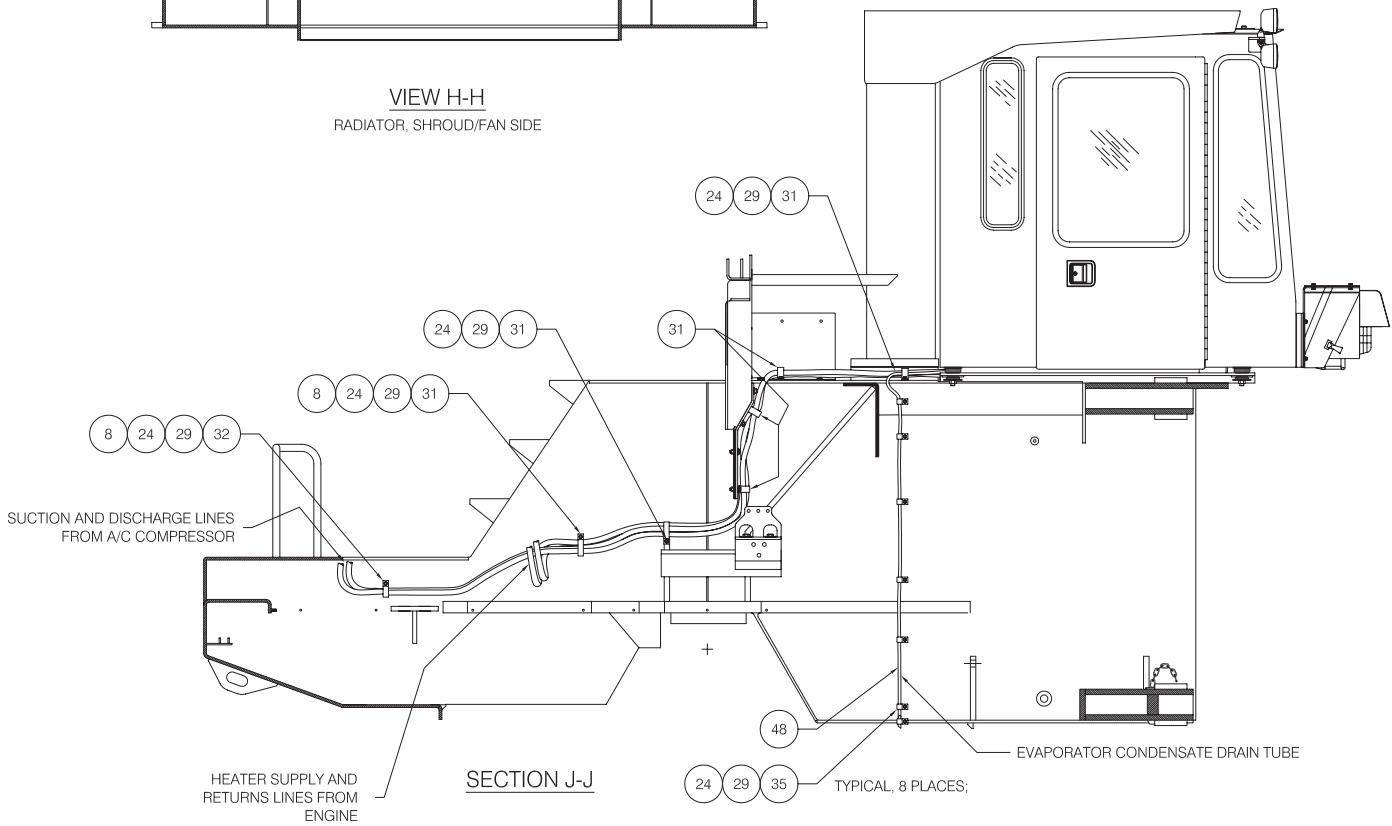 VIEW H-H
RADIATOR, SHROUD/FAN SIDE
24 29 31
24 29 31
31
8 24 29 31
8 24 29 32
SUCTION AND DISCHARGE LINES
FROM A/C COMPRESSOR
48
EVAPORATOR CONDENSATE DRAIN TUBE
HEATER SUPPLY AND
RETURNS LINES FROM
ENGINE
SECTION J-J
24 29 35 TYPICAL, 8 PLACES;